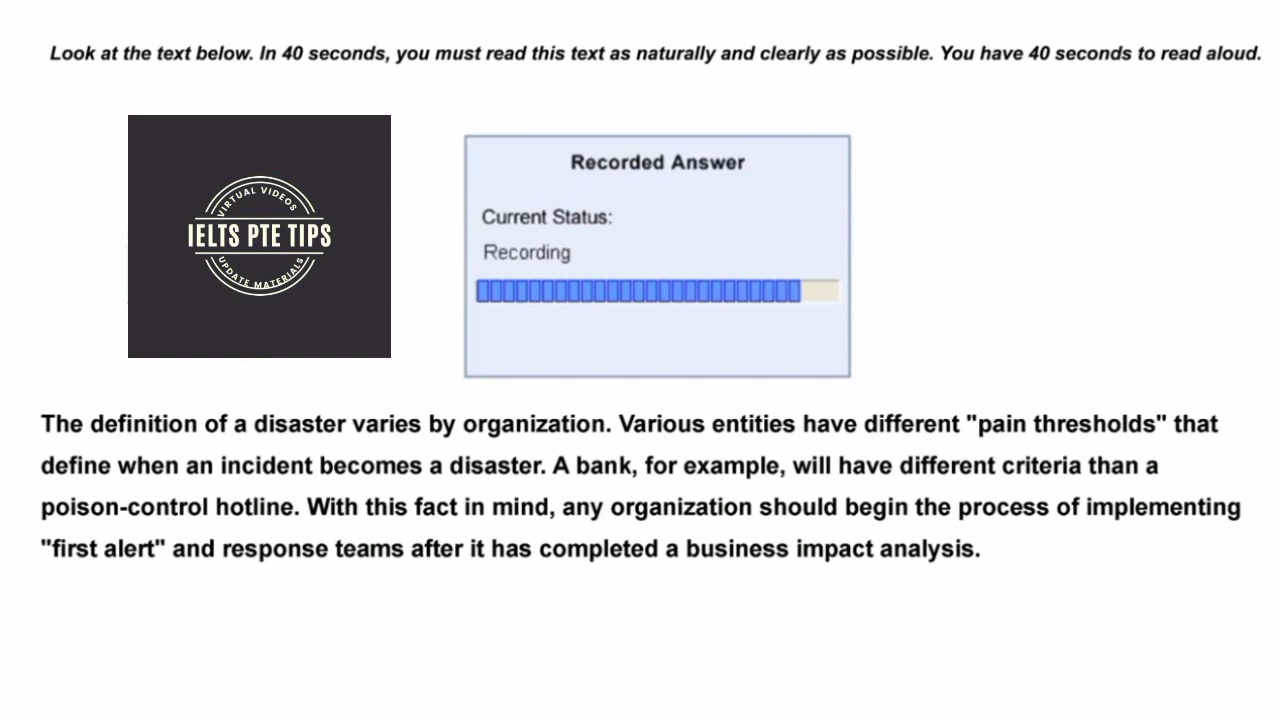 Look at the text below. In 40 seconds, you must read this text as naturally and clearly as possible. You have 40 seconds to read aloud.
VIRTUAL VIDEOS
IELTS PTE TIPS
UPDATE MATERIALS
Recorded Answer
Current Status:
Recording
The definition of a disaster varies by organization. Various entities have different "pain thresholds" that
define when an incident becomes a disaster. A bank, for example, will have different criteria than a
poison-control hotline. With this fact in mind, any organization should begin the process of implementing
"first alert" and response teams after it has completed a business impact analysis.